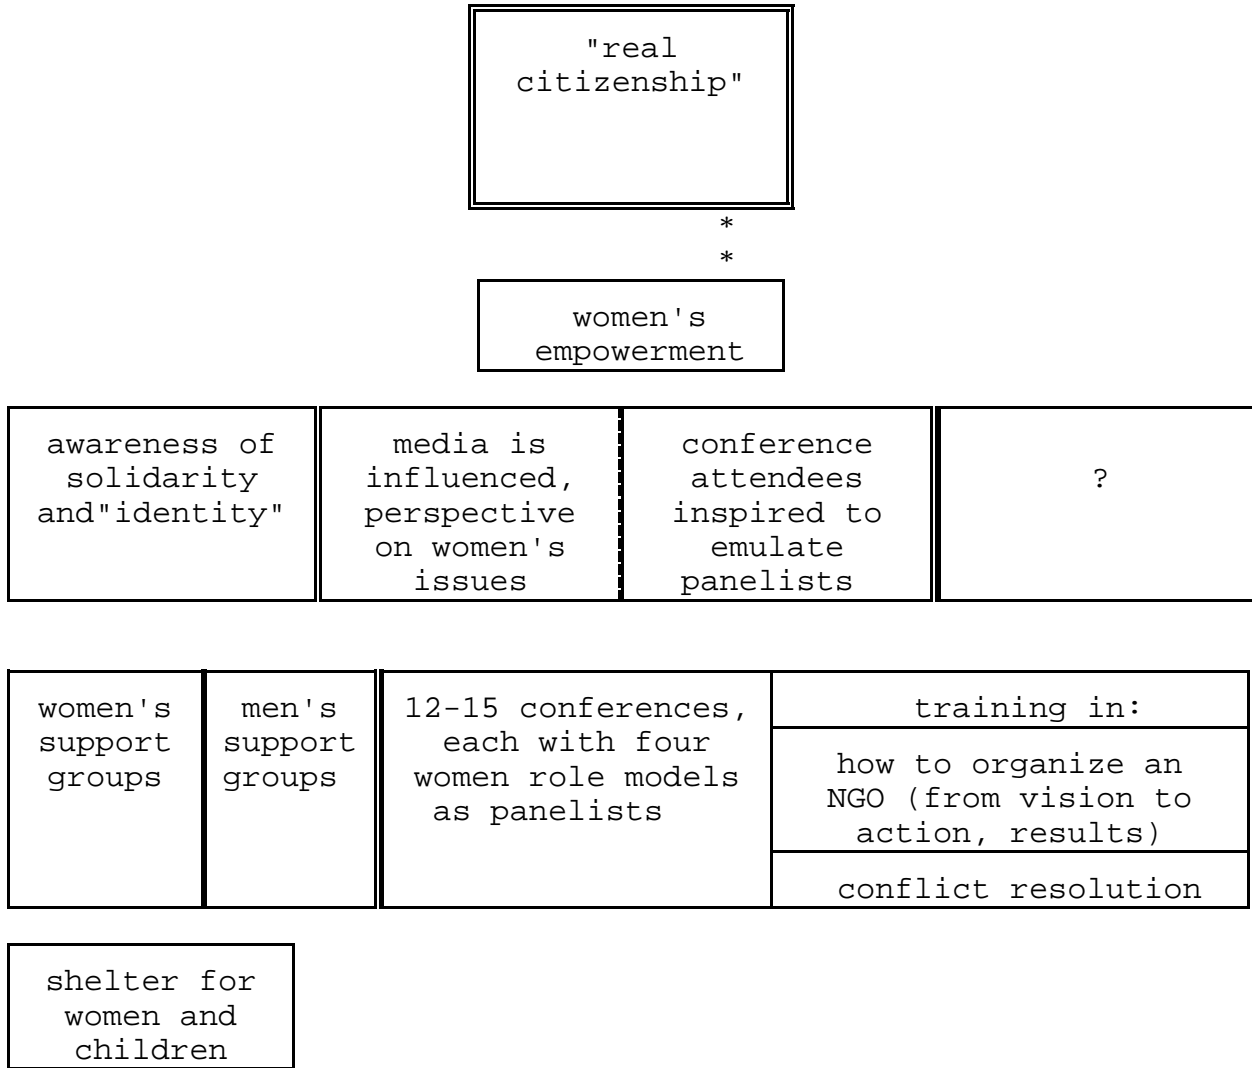 "real
citizenship"
*
*
women's
empowerment
awareness of
solidarity
and"identity"
media is
influenced,
perspective
on women's
issues
conference
attendees
inspired to
emulate
panelists
?
women's
support
groups
men's
support
groups
12-15 conferences,
each with four
women role models
as panelists
training in:
how to organize an
NGO (from vision to
action, results)
conflict resolution
shelter for
women and
children